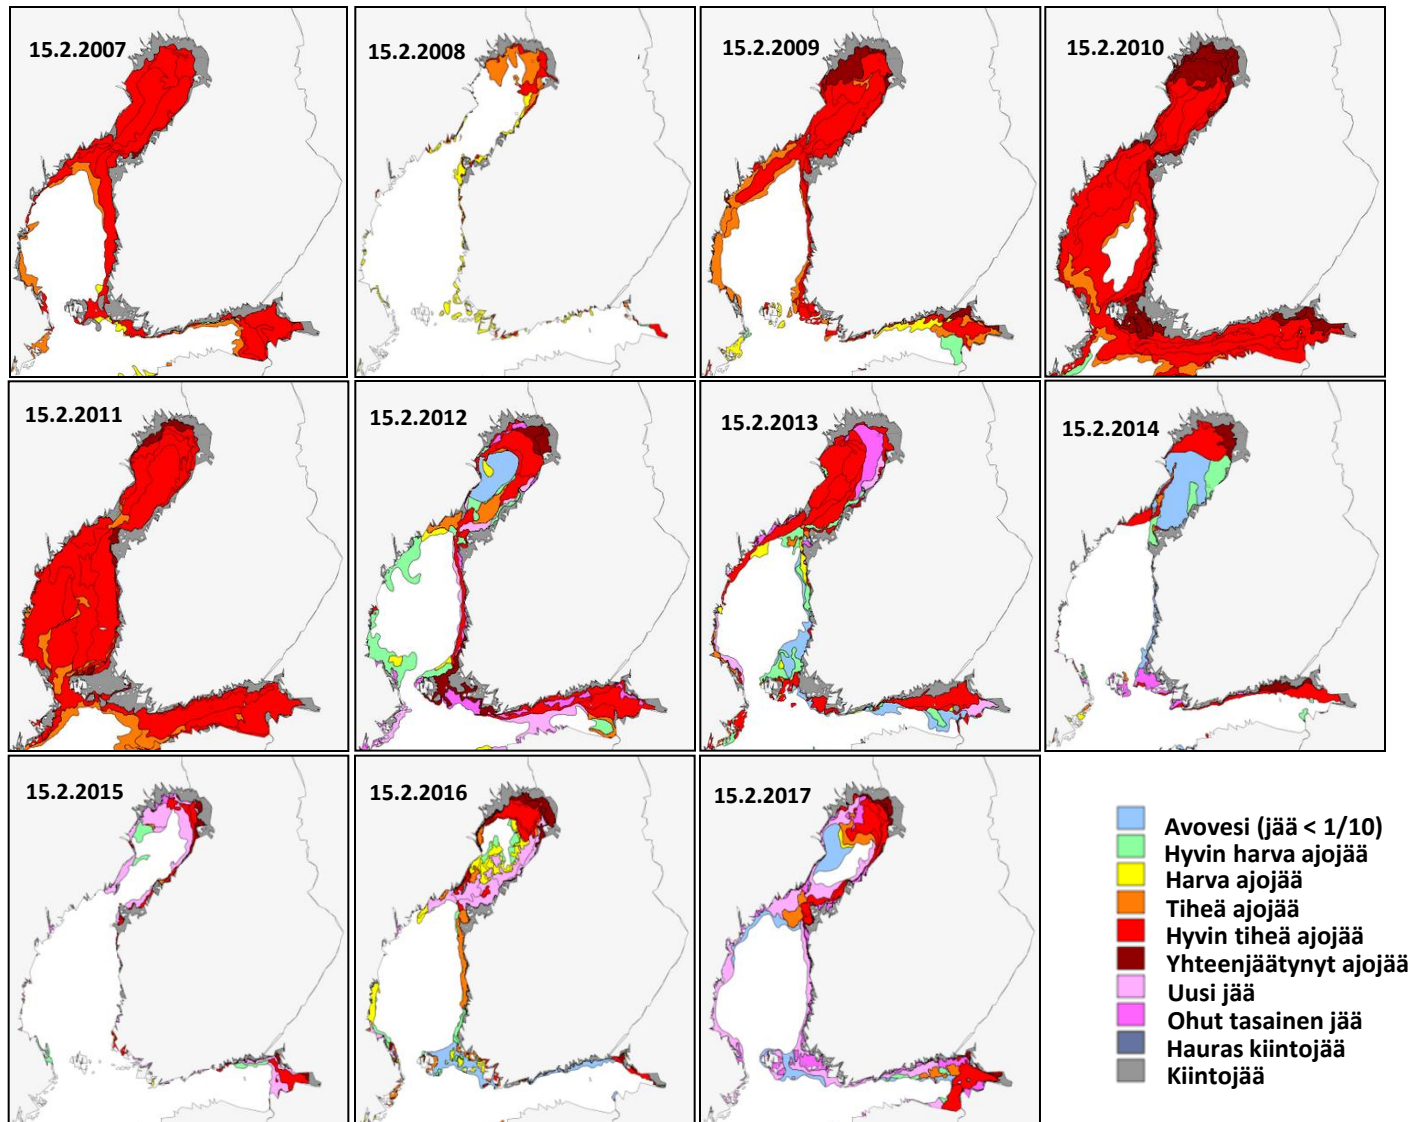 15.2.2007
15.2.2008
15.2.2009
15.2.2010
15.2.2011
15.2.2012
15.2.2013
15.2.2014
15.2.2015
15.2.2016
15.2.2017
Avovesi (jää < 1/10)
Hyvin harva ajojää
Harva ajojää
Tiheä ajojää
Hyvin tiheä ajojää
Yhteenjäätynyt ajojää
Uusi jää
Ohut tasainen jää
Hauras kiintojää
Kiintojää